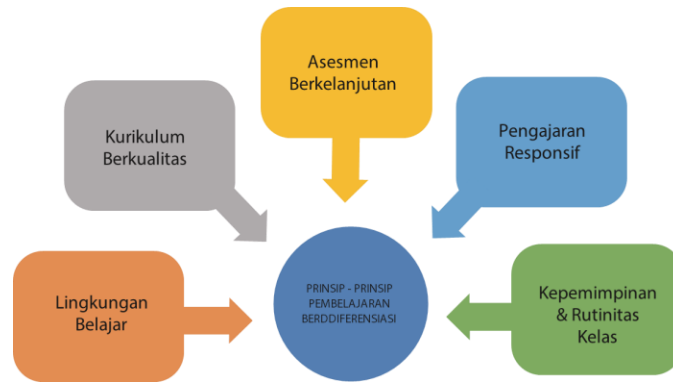 Asesmen
Berkelanjutan
Kurikulum
Berkualitas
Pengajaran
Responsif
Lingkungan
Belajar
PRINSIP - PRINSIP
PEMBELAJARAN
BERDDIFERENSIASI
Kepemimpinan
& Rutinitas
Kelas